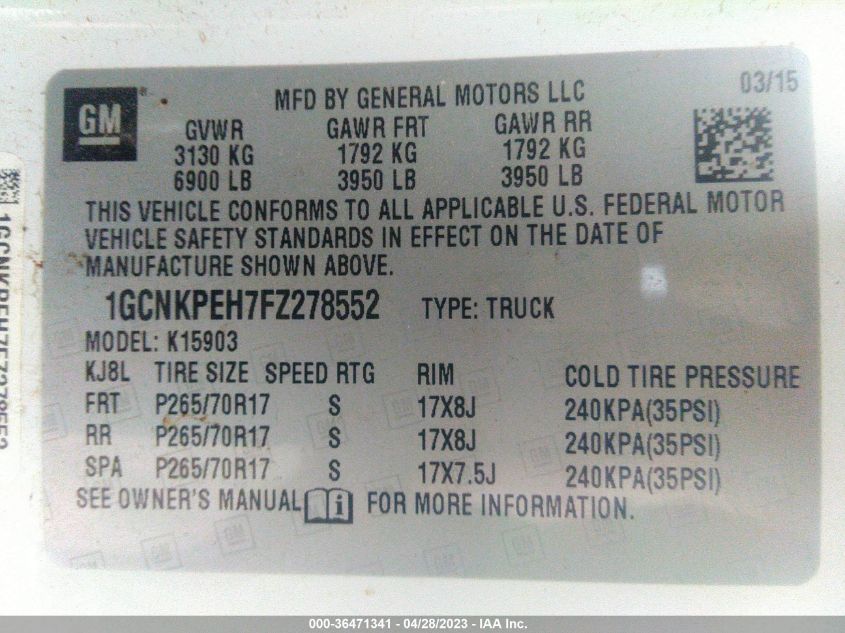 GM
®
MFD BY GENERAL MOTORS LLC
03/15
GVWR GAWR FRT GAWR RR
3130 KG 1792 KG 1792 KG
6900 LB 3950 LB 3950 LB
THIS VEHICLE CONFORMS TO ALL APPLICABLE U.S. FEDERAL MOTOR
VEHICLE SAFETY STANDARDS IN EFFECT ON THE DATE OF
MANUFACTURE SHOWN ABOVE.
1GCNKPEH7FZ278552 TYPE: TRUCK
MODEL: K15903
KJ8L TIRE SIZE SPEED RTG RIM COLD TIRE PRESSURE
FRT P265/70R17 S 17X8J 240KPA(35PSI)
RR P265/70R17 S 17X8J 240KPA(35PSI)
SPA P265/70R17 S 17X7.5J 240KPA(35PSI)
SEE OWNER'S MANUAL i FOR MORE INFORMATION.
1GCNKPEH7FZ278552
000-36471341 / 04/28/2023 - IAA Inc.